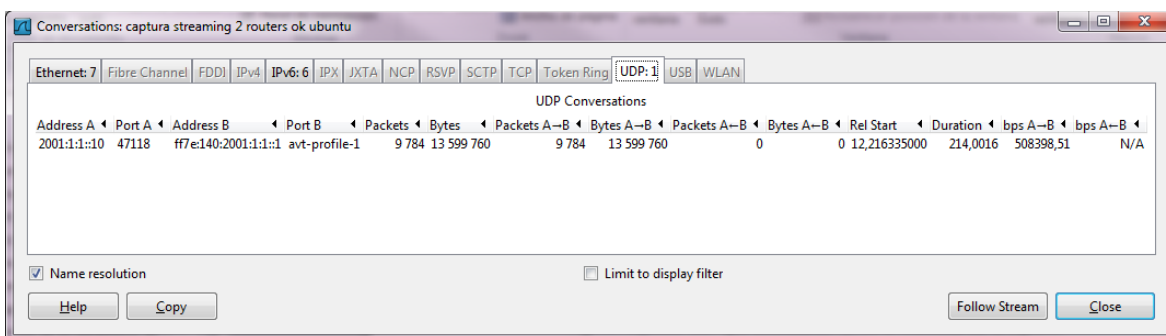 Conversations: captura streaming 2 routers ok ubuntu
Ethernet: 7 Fibre Channel FDDI IPv4 IPv6: 6 IPX JXTA NCP RSVP SCTP TCP Token Ring UDP: 1 USB WLAN
UDP Conversations
Address A Port A Address B Port B Packets Bytes Packets A→B Bytes A→B Packets A←B Bytes A←B Rel Start Duration bps A→B bps A←B
2001:1:1::10 47118 ff7e:140:2001:1:1::1 avt-profile-1 9 784 13 599 760 9 784 13 599 760 0 0 12,216335000 214,0016 508398,51 N/A
Name resolution Limit to display filter
Help Copy Follow Stream Close